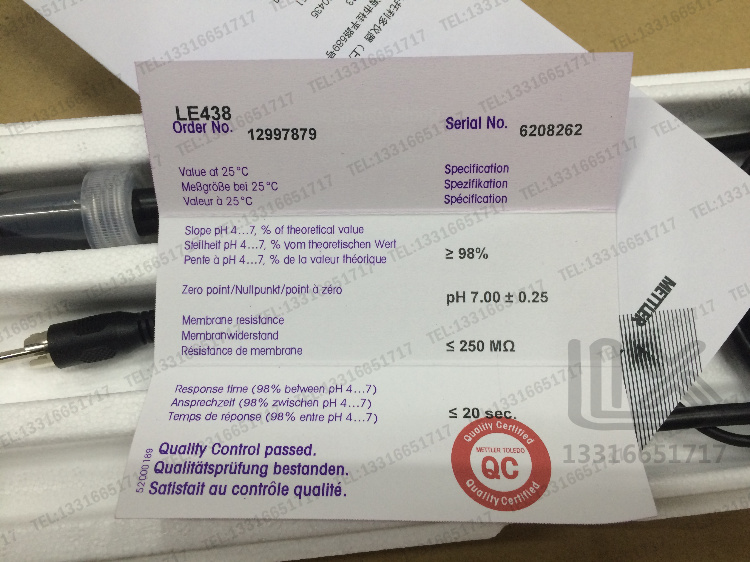 LE438
Order No. 12997879
Serial No. 6208262
Value at 25°C
Meßgröße bei 25°C
Valeur à 25°C
Specification
Spezifikation
Spécification
Slope pH 4...7, % of theoretical value
Steilheit pH 4...7, % vom theoretischen Wert
Pente à pH 4...7, % de la valeur théorique
≥ 98%
Zero point/Nullpunkt/point à zéro
pH 7.00 ± 0.25
Membrane resistance
Membranwiderstand
Résistance de membrane
≤ 250 MΩ
Response time (98% between pH 4...7)
Ansprechzeit (98% zwischen pH 4...7)
Temps de réponse (98% entre pH 4...7)
≤ 20 sec.
Quality Control passed.
Qualitätsprüfung bestanden.
Satisfait au contrôle qualité.
52000189
Quality Certified
METTLER TOLEDO
QC
Quality Certified
METTLER
13316651717
TEL:13316651717